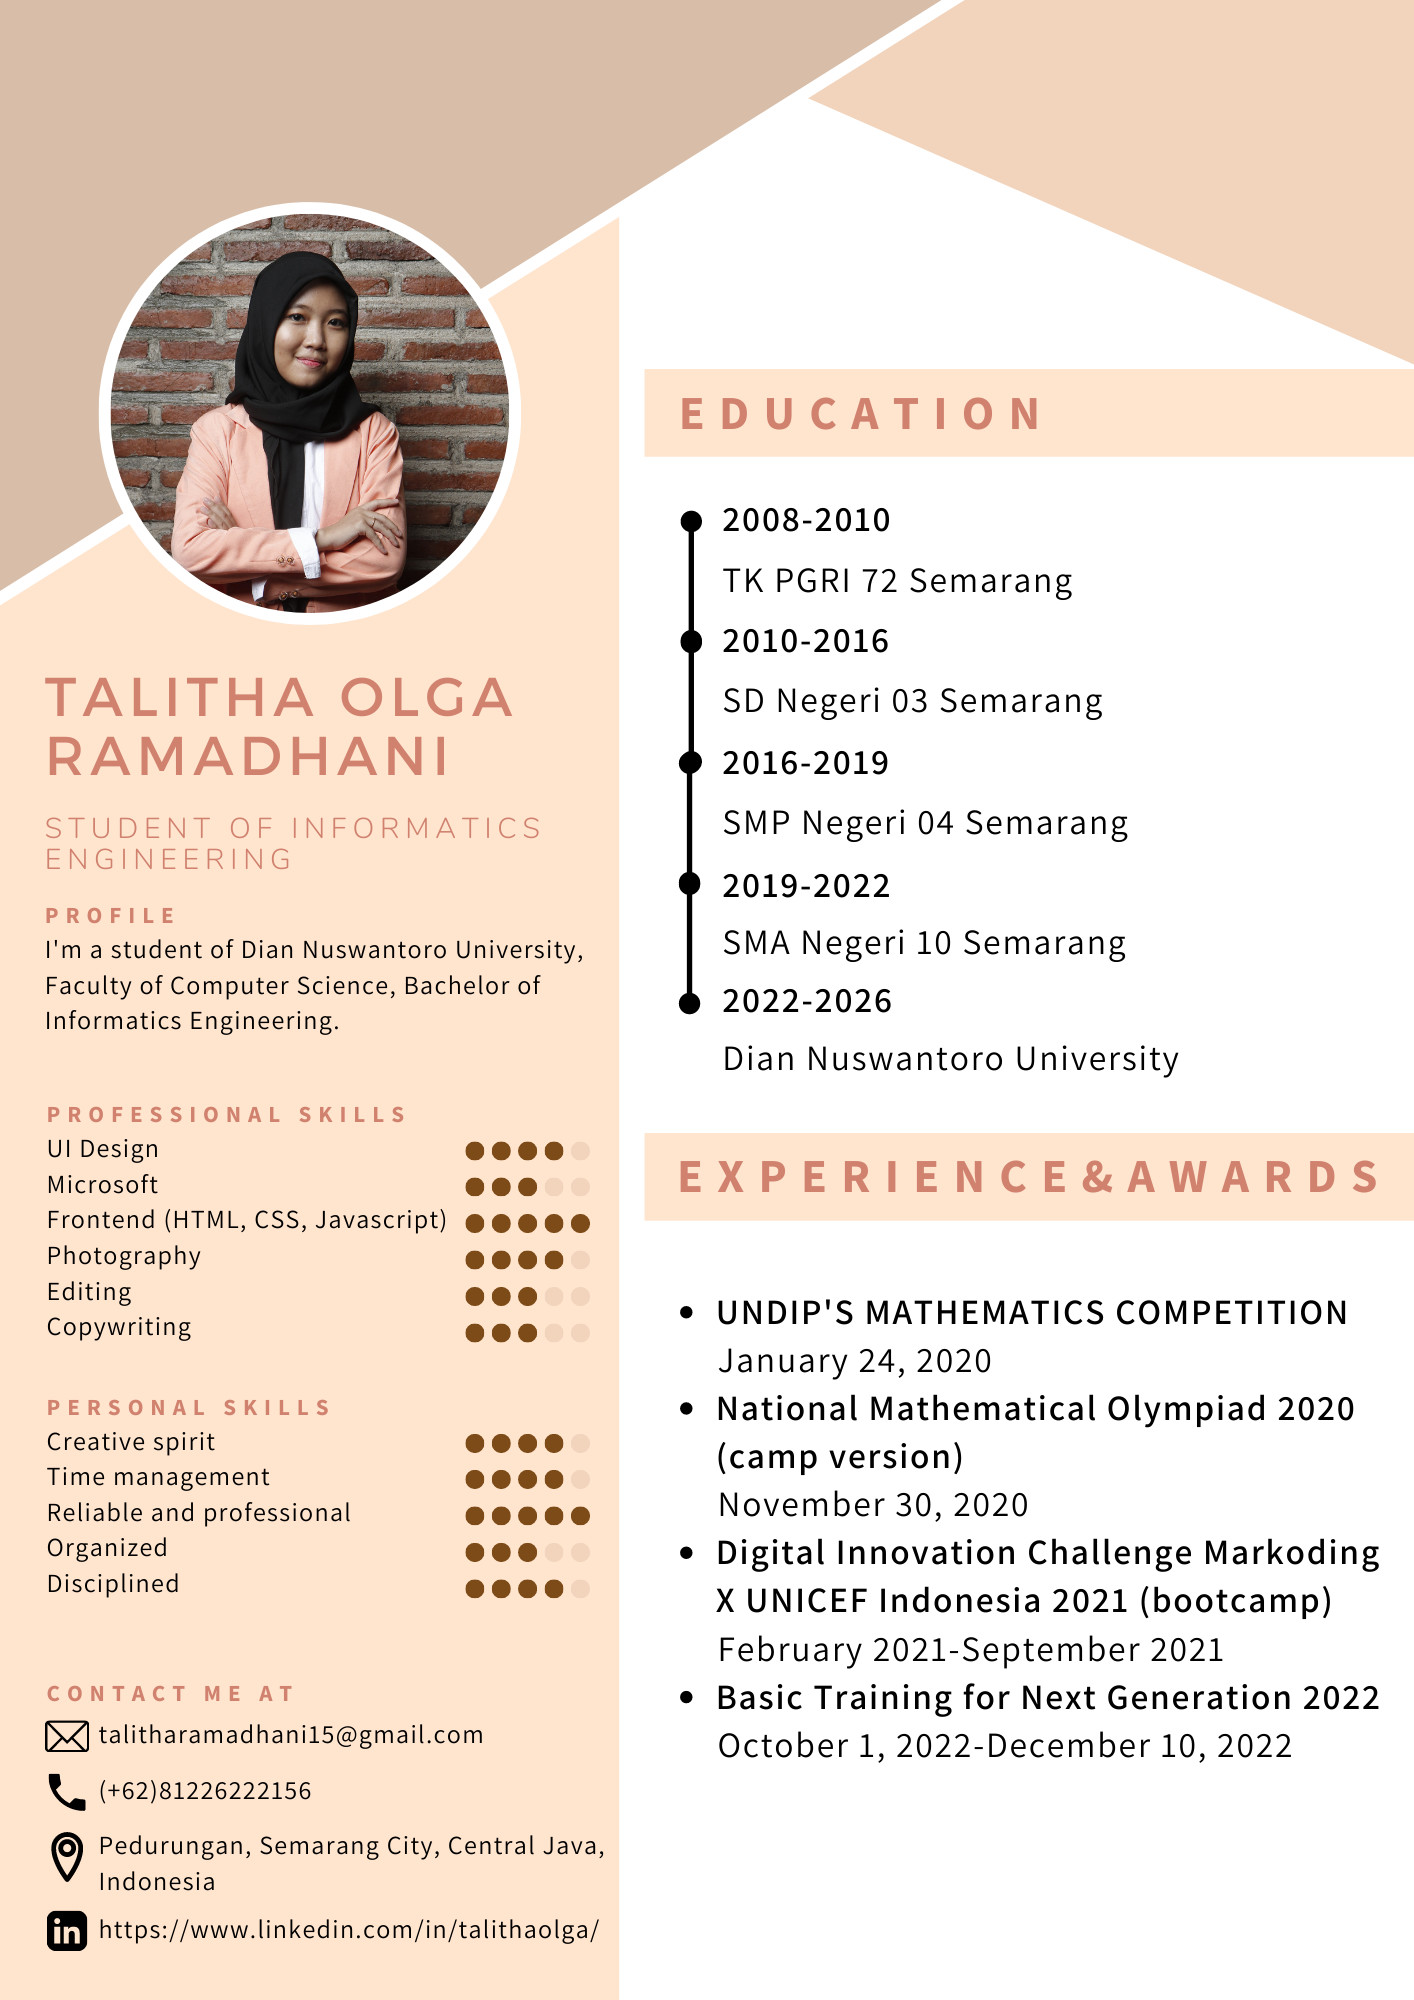 TALITHA OLGA
RAMADHANI
STUDENT OF INFORMATICS
ENGINEERING
PROFILE
I'm a student of Dian Nuswantoro University,
Faculty of Computer Science, Bachelor of
Informatics Engineering.
PROFESSIONAL SKILLS
UI Design
Microsoft
Frontend (HTML, CSS, Javascript)
Photography
Editing
Copywriting
PERSONAL SKILLS
Creative spirit
Time management
Reliable and professional
Organized
Disciplined
CONTACT ME AT
talitharamadhani15@gmail.com
(+62)81226222156
Pedurungan, Semarang City, Central Java,
Indonesia
in
https://www.linkedin.com/in/talithaolga/
EDUCATION
2008-2010
TK PGRI 72 Semarang
2010-2016
SD Negeri 03 Semarang
2016-2019
SMP Negeri 04 Semarang
2019-2022
SMA Negeri 10 Semarang
2022-2026
Dian Nuswantoro University
EXPERIENCE&AWARDS
• UNDIP'S MATHEMATICS COMPETITION
January 24, 2020
• National Mathematical Olympiad 2020
(camp version)
November 30, 2020
• Digital Innovation Challenge Markoding
X UNICEF Indonesia 2021 (bootcamp)
February 2021-September 2021
• Basic Training for Next Generation 2022
October 1, 2022-December 10, 2022